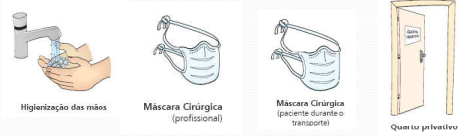 Higienização das mãos
Máscara Cirúrgica
(profissional)
Máscara Cirúrgica
(paciente durante o
transporte)
Quarto privativo